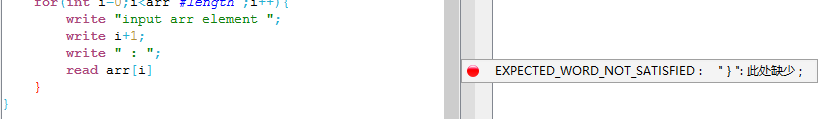 for(int i=0;i<arr #length ;i++){
write "input arr element ";
write i+1;
write " : ";
read arr[i]
}
}
EXPECTED_WORD_NOT_SATISFIED : " } ": 此处缺少 ;